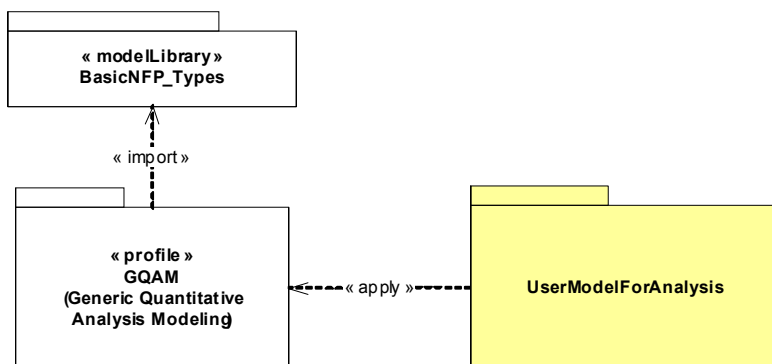 « modelLibrary»
BasicNFP_Types
« import »
« profile »
GQAM
(Generic Quantitative
Analysis Modeling)
« apply »
UserModelForAnalysis